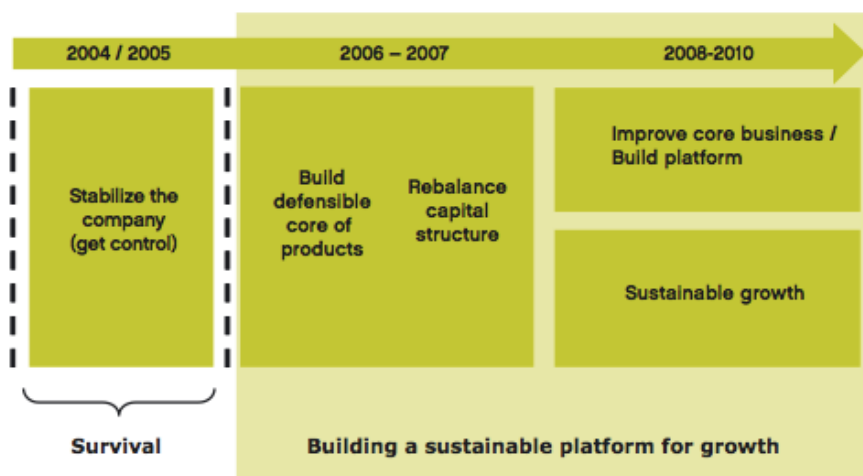 2004 / 2005
2006 – 2007
2008-2010
Stabilize the
company
(get control)
Build
defensible
core of
products
Rebalance
capital
structure
Improve core business /
Build platform
Sustainable growth
Survival
Building a sustainable platform for growth